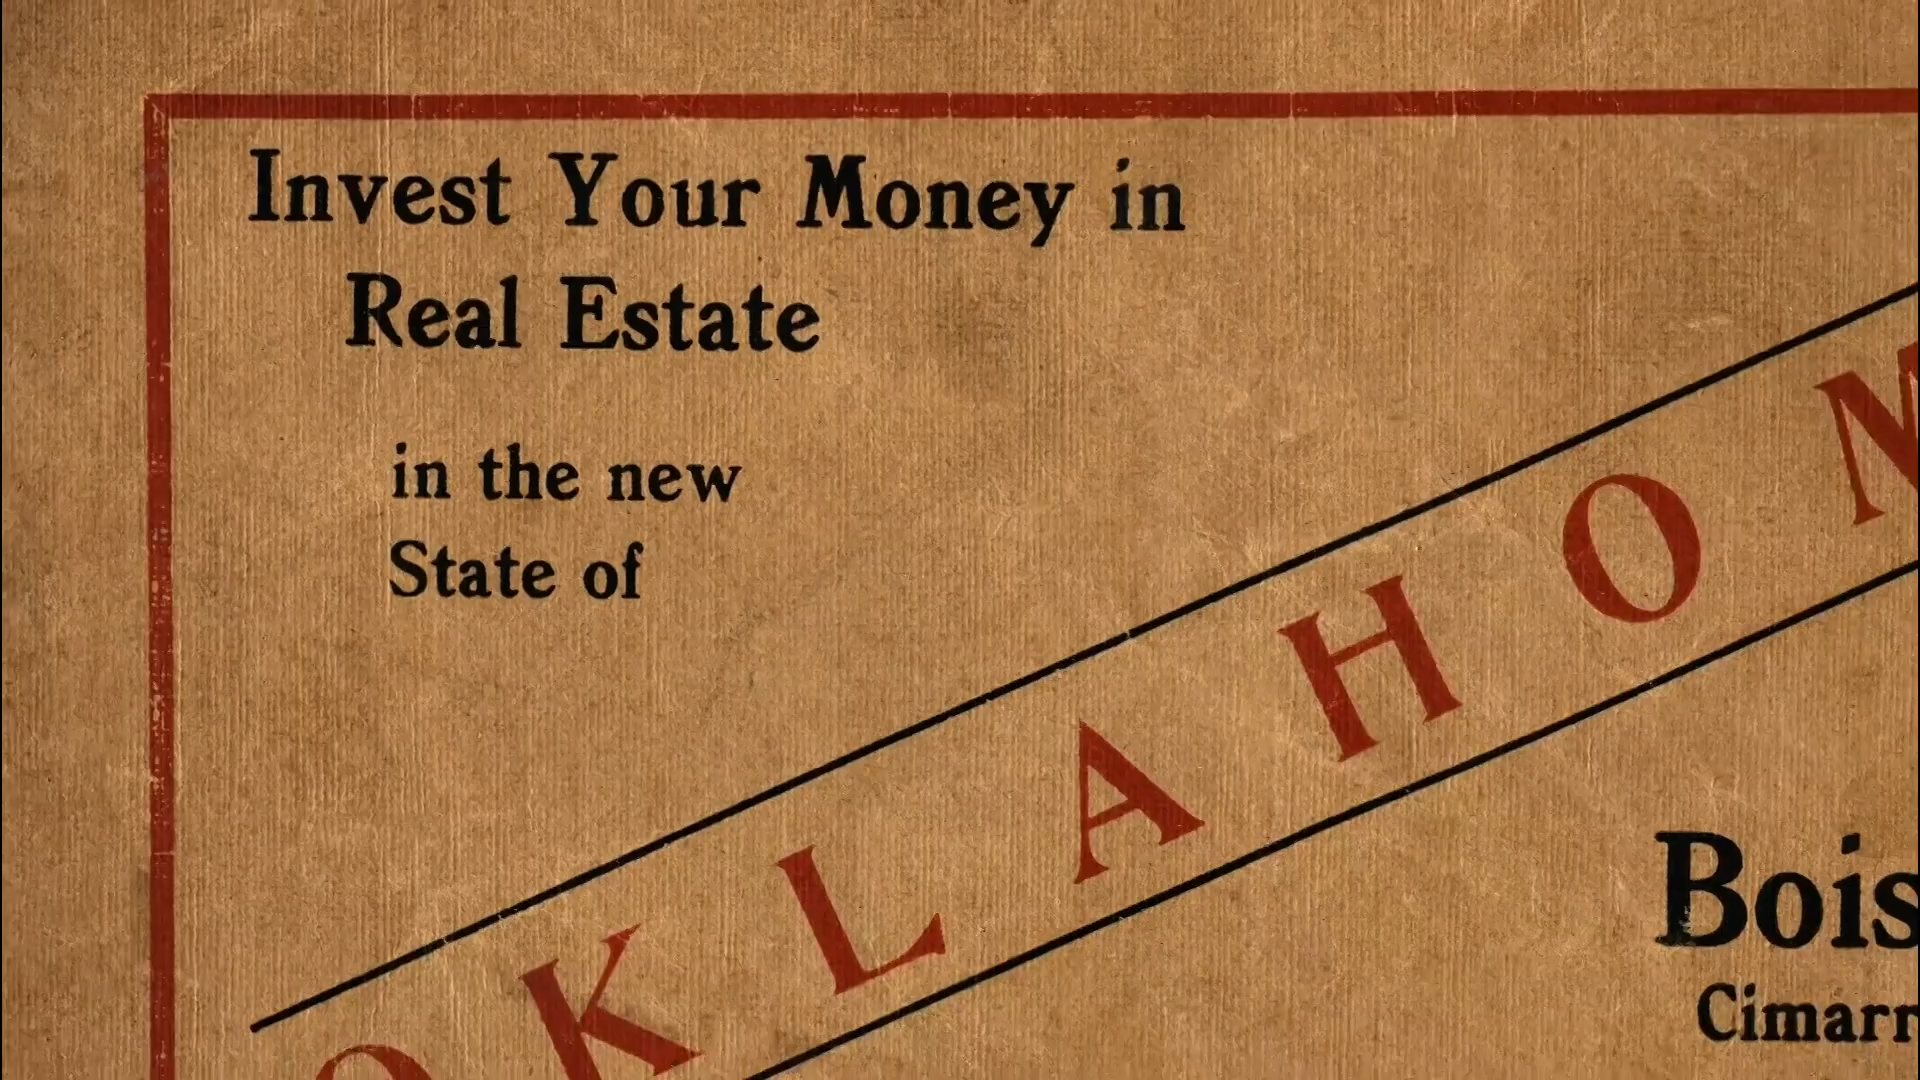 Invest Your Money in
Real Estate
in the new
State of
OKLAHOM
Bois
Cimarr